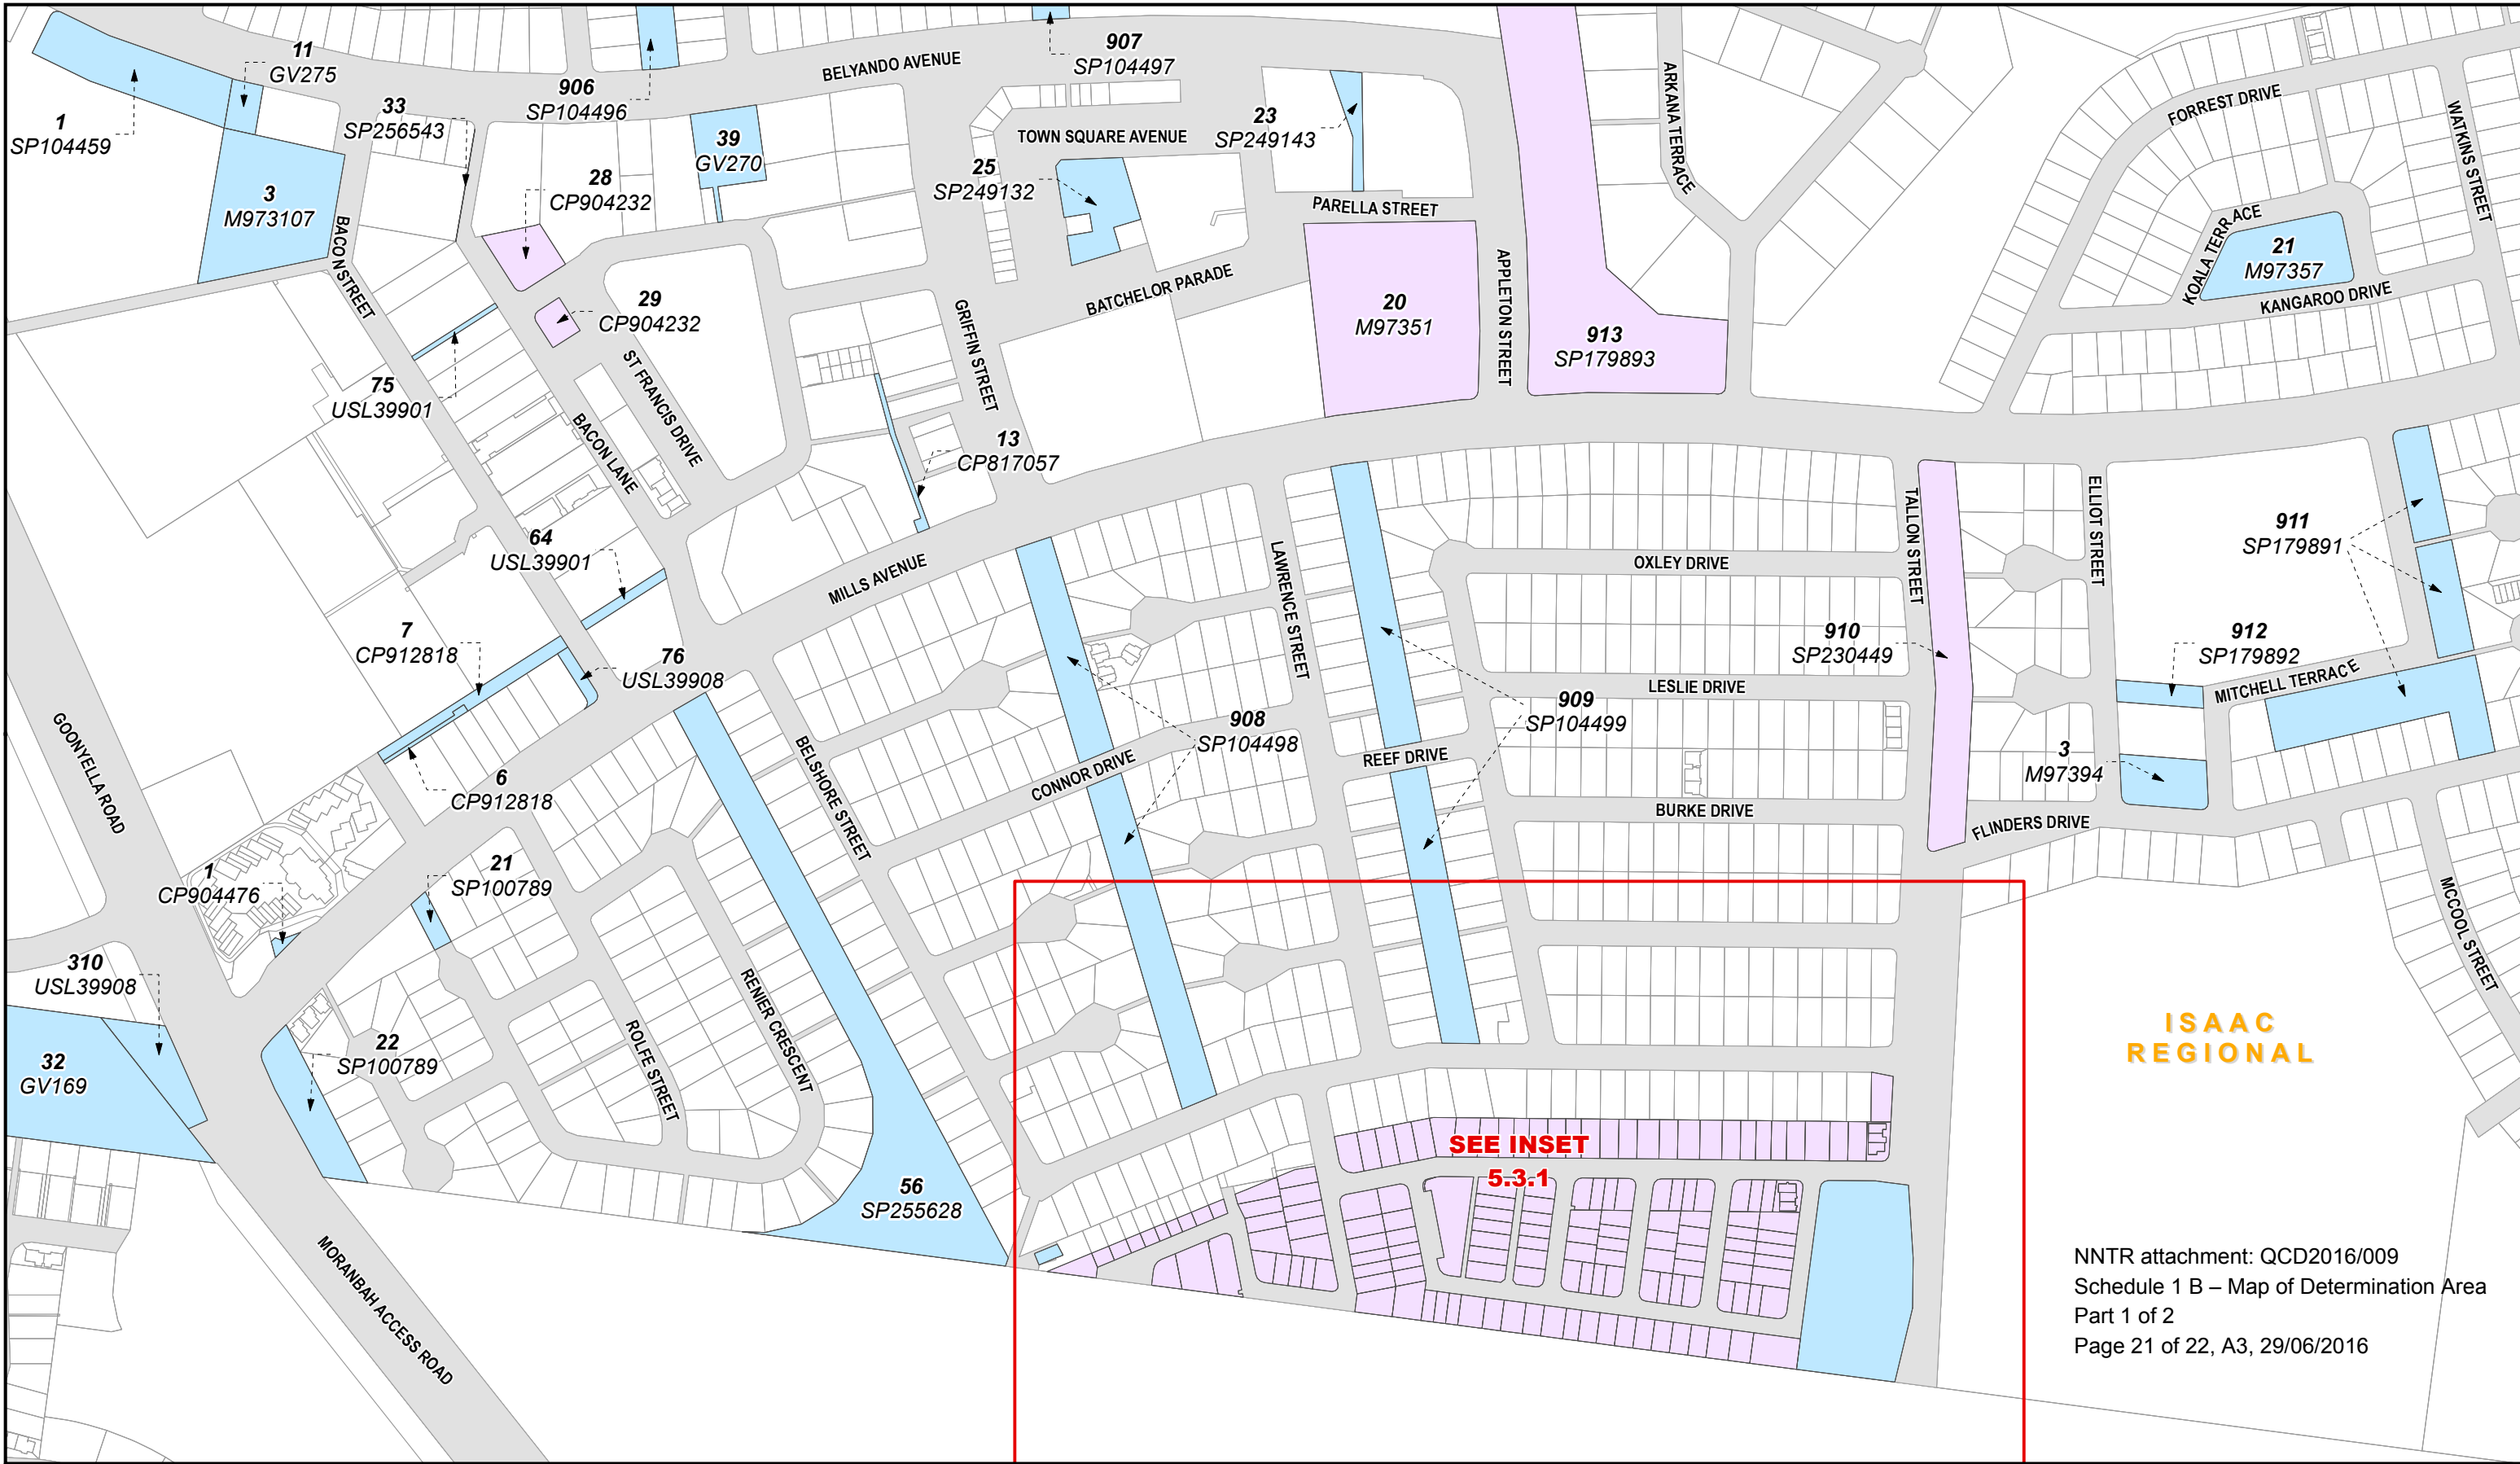 11
GV275
907
SP104497
BELYANDO AVENUE
906
SP104496
1
SP104459
33
SP256543
39
GV270
TOWN SQUARE AVENUE
23
SP249143
ARKANA TERRACE
FORREST DRIVE
WATKINS STREET
3
M973107
28
CP904232
25
SP249132
PARELLA STREET
BACON STREET
KOALA TERRACE
21
M97357
KANGAROO DRIVE
29
CP904232
BATCHELOR PARADE
20
M97351
APPLETON STREET
913
SP179893
GRIFFIN STREET
75
USL39901
ST FRANCIS DRIVE
BACON LANE
13
CP817057
64
USL39901
MILLS AVENUE
LAWRENCE STREET
OXLEY DRIVE
TALLON STREET
ELLIOT STREET
911
SP179891
7
CP912818
76
USL39908
910
SP230449
912
SP179892
MITCHELL TERRACE
LESLIE DRIVE
909
SP104499
908
SP104498
GOONYELLA ROAD
BELSHORE STREET
CONNOR DRIVE
REEF DRIVE
3
M97394
6
CP912818
BURKE DRIVE
FLINDERS DRIVE
1
CP904476
21
SP100789
MCCOOL STREET
310
USL39908
RENIER CRESCENT
ROLFE STREET
22
SP100789
32
GV169
ISAAC
REGIONAL
SEE INSET
5.3.1
56
SP255628
MORANBAH ACCESS ROAD
NNTR attachment: QCD2016/009
Schedule 1 B – Map of Determination Area
Part 1 of 2
Page 21 of 22, A3, 29/06/2016